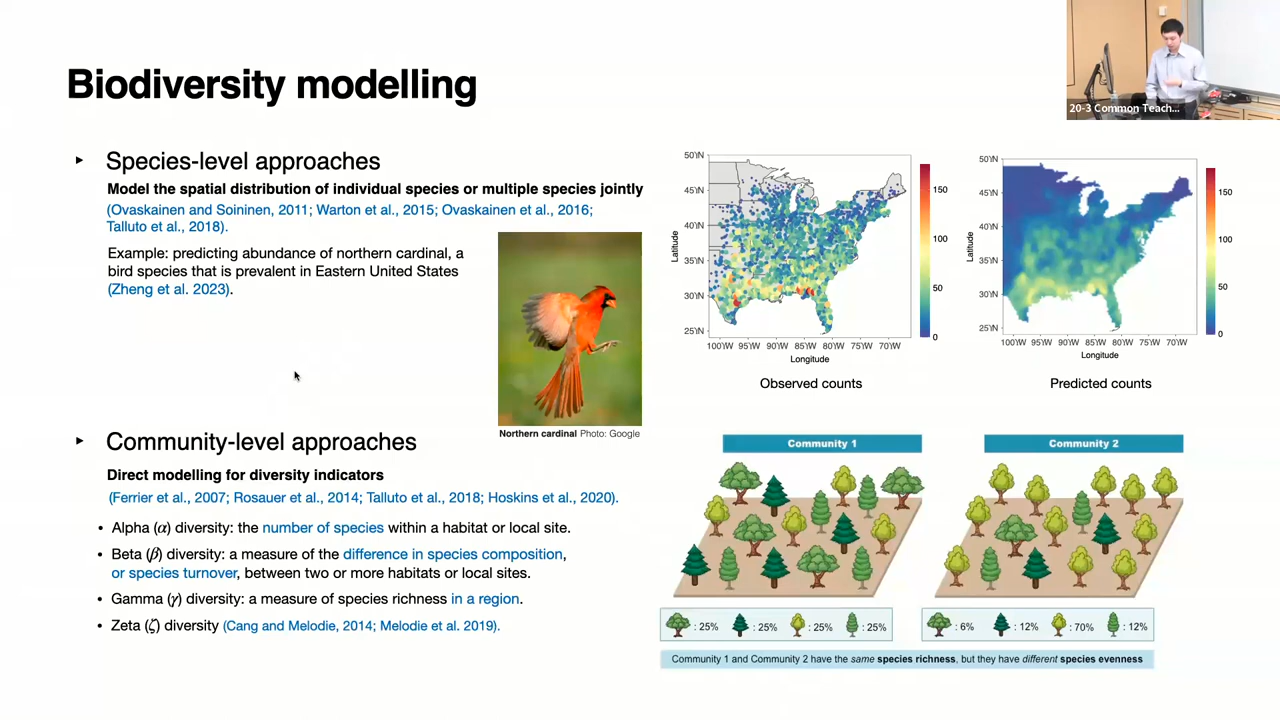 Biodiversity modelling
20-3 Common Teach...
‣ Species-level approaches
Model the spatial distribution of individual species or multiple species jointly
(Ovaskainen and Soininen, 2011; Warton et al., 2015; Ovaskainen et al., 2016;
Talluto et al., 2018).
Example: predicting abundance of northern cardinal, a
bird species that is prevalent in Eastern United States
(Zheng et al. 2023).
Northern cardinal Photo: Google
50°N
45°N
40°N
35°N
30°N
25°N
Latitude
100°W 95°W 90°W 85°W 80°W 75°W 70°W
Longitude
150
100
50
0
Observed counts
50°N
45°N
40°N
35°N
30°N
25°N
Latitude
100°W 95°W 90°W 85°W 80°W 75°W 70°W
Longitude
150
100
50
0
Predicted counts
‣ Community-level approaches
Direct modelling for diversity indicators
(Ferrier et al., 2007; Rosauer et al., 2014; Talluto et al., 2018; Hoskins et al., 2020).
• Alpha (α) diversity: the number of species within a habitat or local site.
• Beta (β) diversity: a measure of the difference in species composition,
or species turnover, between two or more habitats or local sites.
• Gamma (γ) diversity: a measure of species richness in a region.
• Zeta (ζ) diversity (Cang and Melodie, 2014; Melodie et al. 2019).
Community 1
: 25% : 25% : 25% : 25%
Community 2
: 6% : 12% : 70% : 12%
Community 1 and Community 2 have the same species richness, but they have different species evenness